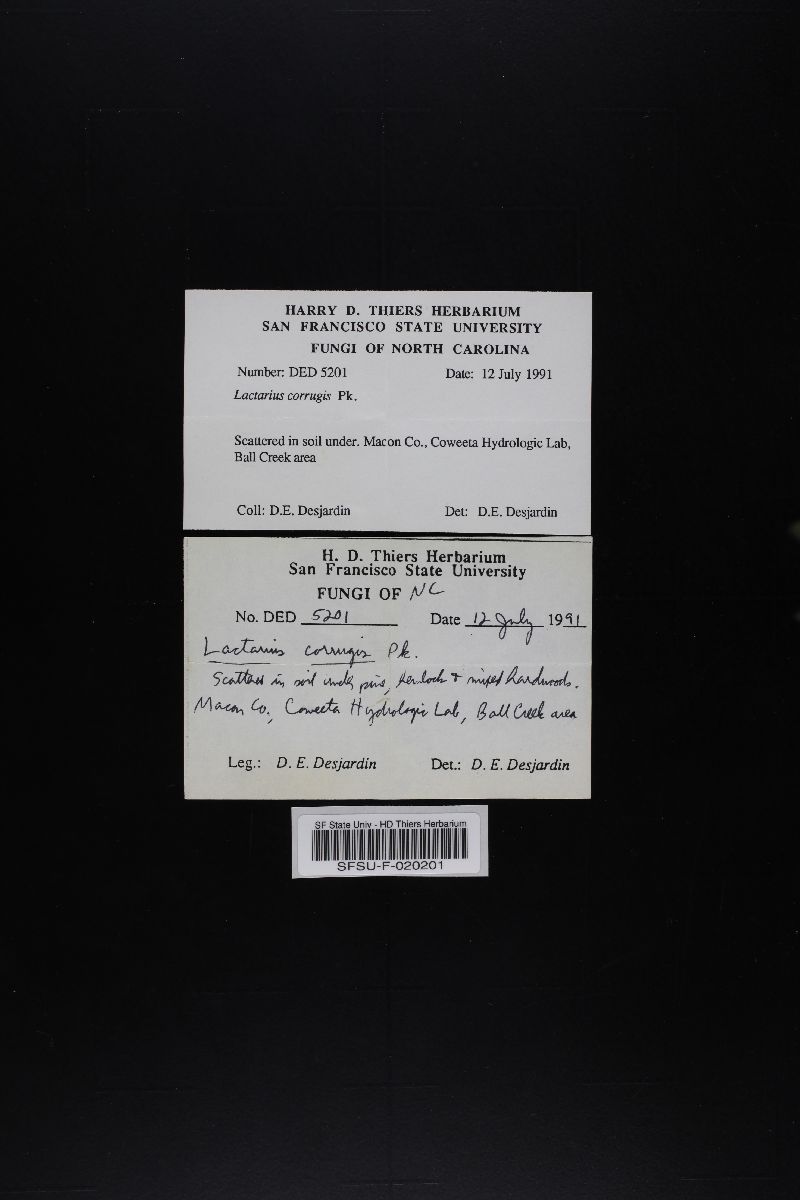 HARRY D. THIERS HERBARIUM
SAN FRANCISCO STATE UNIVERSITY
FUNGI OF NORTH CAROLINA
Number: DED 5201 Date: 12 July 1991
Lactarius corrugis Pk.
Scattered in soil under. Macon Co., Coweeta Hydrologic Lab,
Ball Creek area
Coll: D.E. Desjardin Det: D.E. Desjardin
H. D. Thiers Herbarium
San Francisco State University
FUNGI OF NC
No. DED 5201 Date 12 July 1991
Lactarius corrugis Pk.
Scattered in soil under pine, hemlock & mixed hardwoods.
Macon Co., Coweeta Hydrologic Lab, Ball Creek area
Leg.: D. E. Desjardin Det.: D. E. Desjardin
SF State Univ - HD Thiers Herbarium
SFSU-F-020201